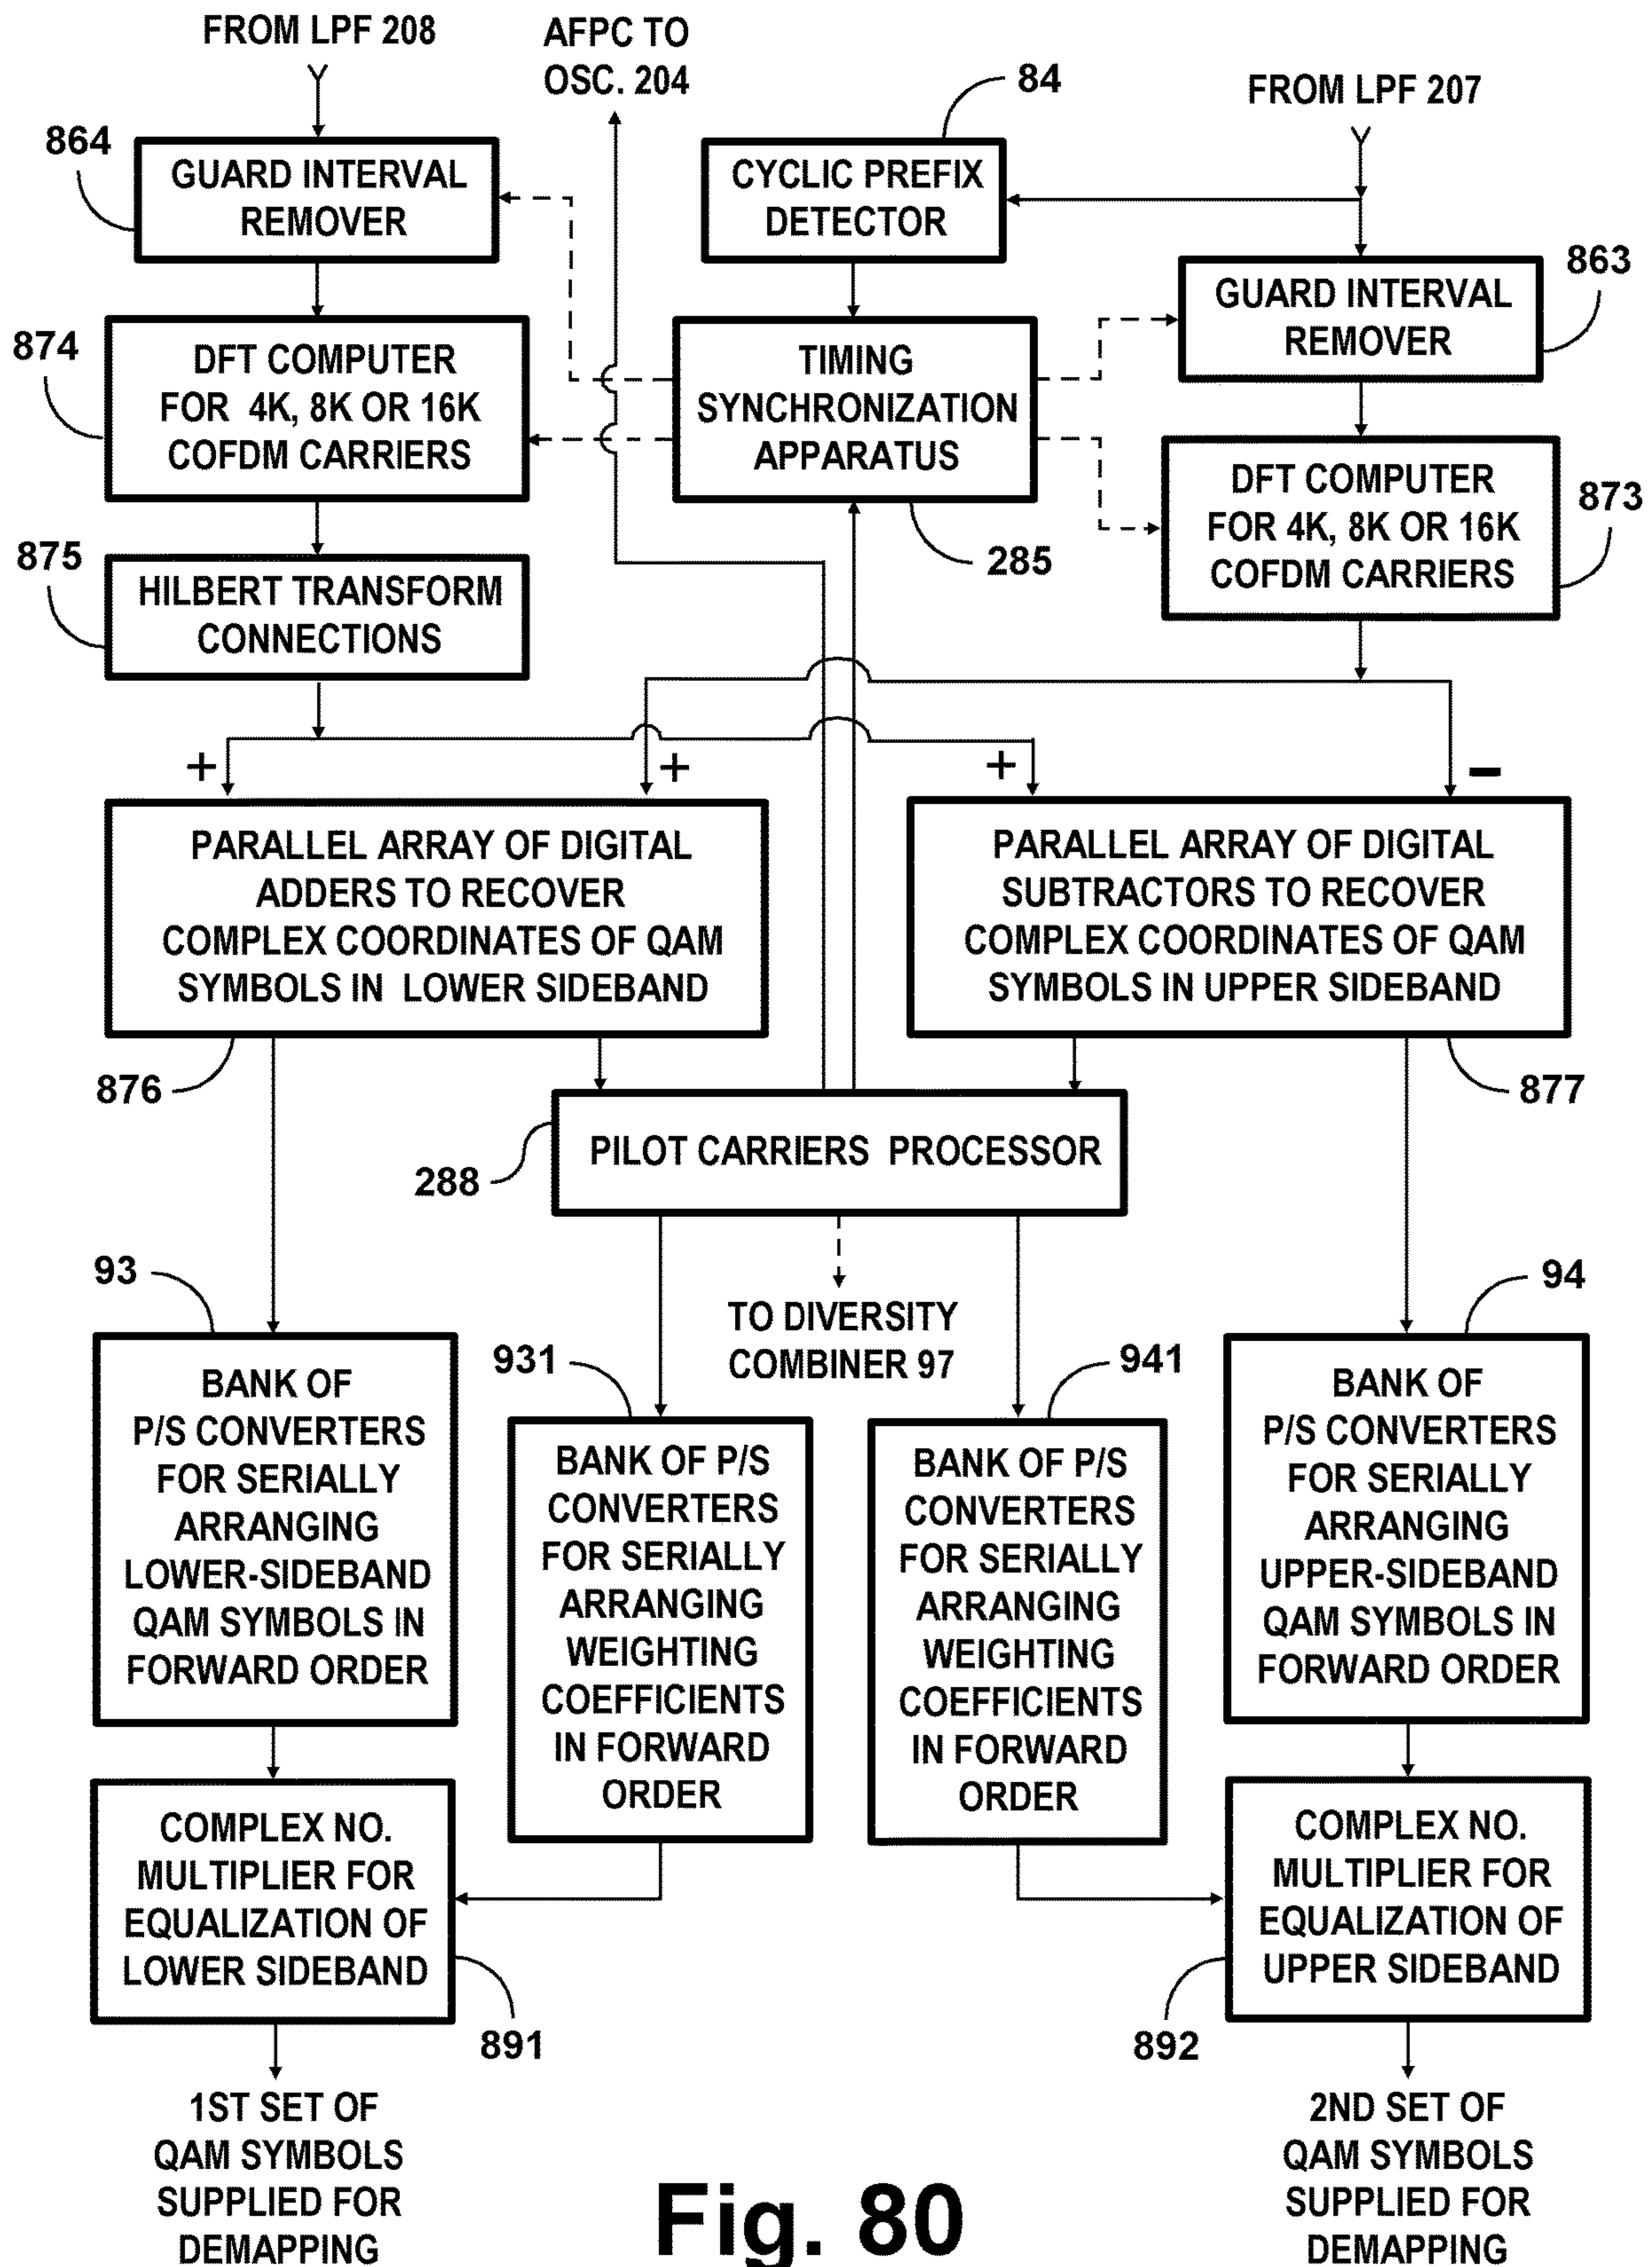 FROM LPF 208
AFPC TO
OSC. 204
84
FROM LPF 207
864
GUARD INTERVAL
REMOVER
CYCLIC PREFIX
DETECTOR
863
GUARD INTERVAL
REMOVER
874
DFT COMPUTER
FOR 4K, 8K OR 16K
COFDM CARRIERS
TIMING
SYNCHRONIZATION
APPARATUS
285
873
DFT COMPUTER
FOR 4K, 8K OR 16K
COFDM CARRIERS
875
HILBERT TRANSFORM
CONNECTIONS
+
+
+
−
PARALLEL ARRAY OF DIGITAL
ADDERS TO RECOVER
COMPLEX COORDINATES OF QAM
SYMBOLS IN LOWER SIDEBAND
876
PARALLEL ARRAY OF DIGITAL
SUBTRACTORS TO RECOVER
COMPLEX COORDINATES OF QAM
SYMBOLS IN UPPER SIDEBAND
877
PILOT CARRIERS PROCESSOR
288
TO DIVERSITY
COMBINER 97
93
BANK OF
P/S CONVERTERS
FOR SERIALLY
ARRANGING
LOWER-SIDEBAND
QAM SYMBOLS IN
FORWARD ORDER
931
BANK OF P/S
CONVERTERS
FOR SERIALLY
ARRANGING
WEIGHTING
COEFFICIENTS
IN FORWARD
ORDER
941
BANK OF P/S
CONVERTERS
FOR SERIALLY
ARRANGING
WEIGHTING
COEFFICIENTS
IN FORWARD
ORDER
94
BANK OF
P/S CONVERTERS
FOR SERIALLY
ARRANGING
UPPER-SIDEBAND
QAM SYMBOLS IN
FORWARD ORDER
COMPLEX NO.
MULTIPLIER FOR
EQUALIZATION OF
LOWER SIDEBAND
891
COMPLEX NO.
MULTIPLIER FOR
EQUALIZATION OF
UPPER SIDEBAND
892
1ST SET OF
QAM SYMBOLS
SUPPLIED FOR
DEMAPPING
2ND SET OF
QAM SYMBOLS
SUPPLIED FOR
DEMAPPING
Fig. 80